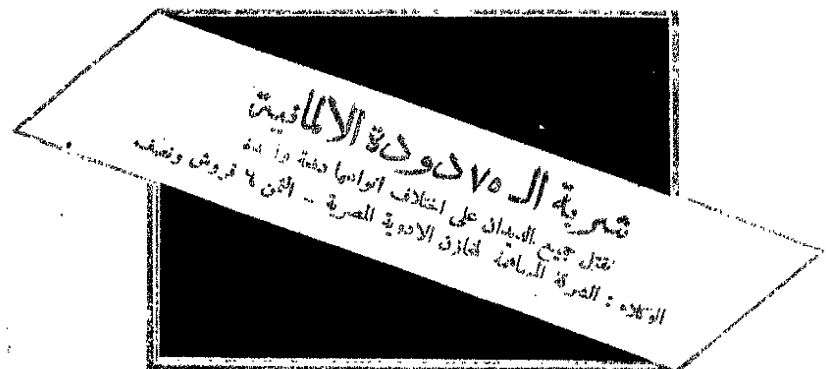 شربة الـ ٧٥ دودة الالمانية
تقتل جميع الديدان على اختلاف انواعها دفعة واحدة
الوكلاء : الشركة المساهمة لمخازن الادوية المصرية - الثمن ٤ قروش ونصف